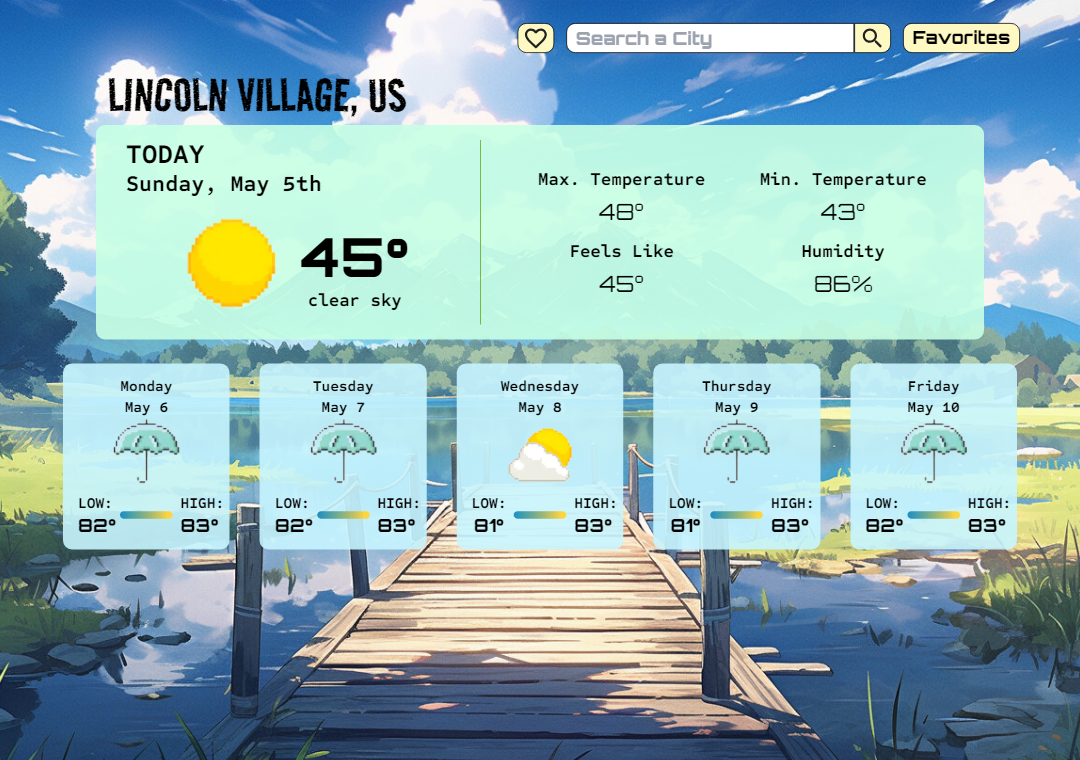 Search a City
Favorites
LINCOLN VILLAGE, US
TODAY
Sunday, May 5th
45°
clear sky
Max. Temperature
48°
Min. Temperature
43°
Feels Like
45°
Humidity
86%
Monday
May 6
LOW:
82°
HIGH:
83°
Tuesday
May 7
LOW:
82°
HIGH:
83°
Wednesday
May 8
LOW:
81°
HIGH:
83°
Thursday
May 9
LOW:
81°
HIGH:
83°
Friday
May 10
LOW:
82°
HIGH:
83°